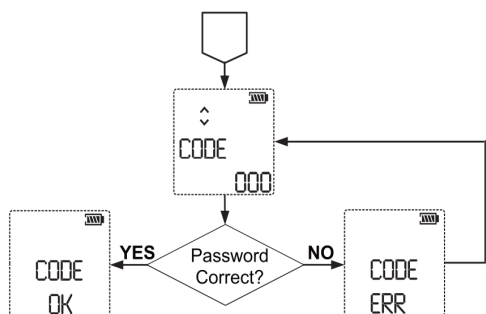 CODE
000
YES
Password
Correct?
NO
CODE
OK
CODE
ERR